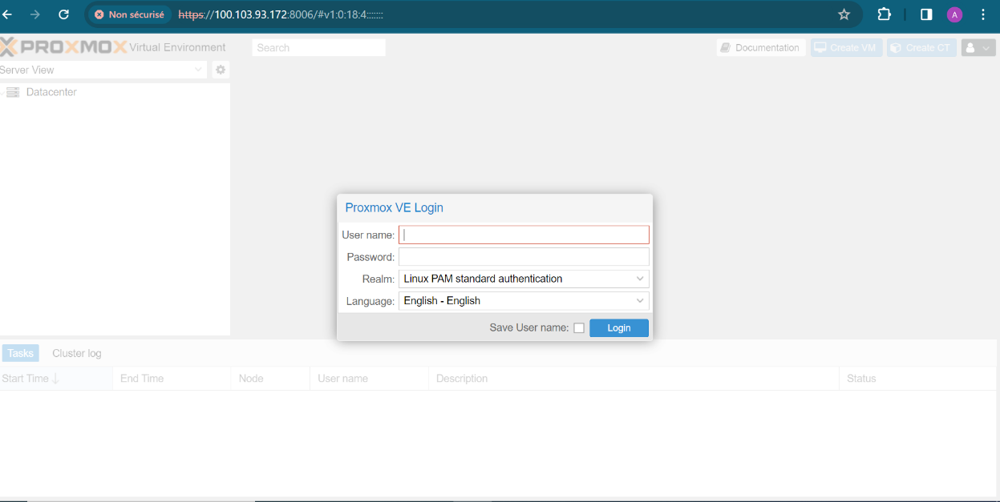 Non sécurisé https://100.103.93.172:8006/#v1:0:18:4::::::: A
PROXMOX Virtual Environment Search Documentation Create VM Create CT
Server View
Datacenter
Proxmox VE Login
User name:
Password:
Realm: Linux PAM standard authentication
Language: English - English
Save User name: Login
Tasks Cluster log
Start Time End Time Node User name Description Status